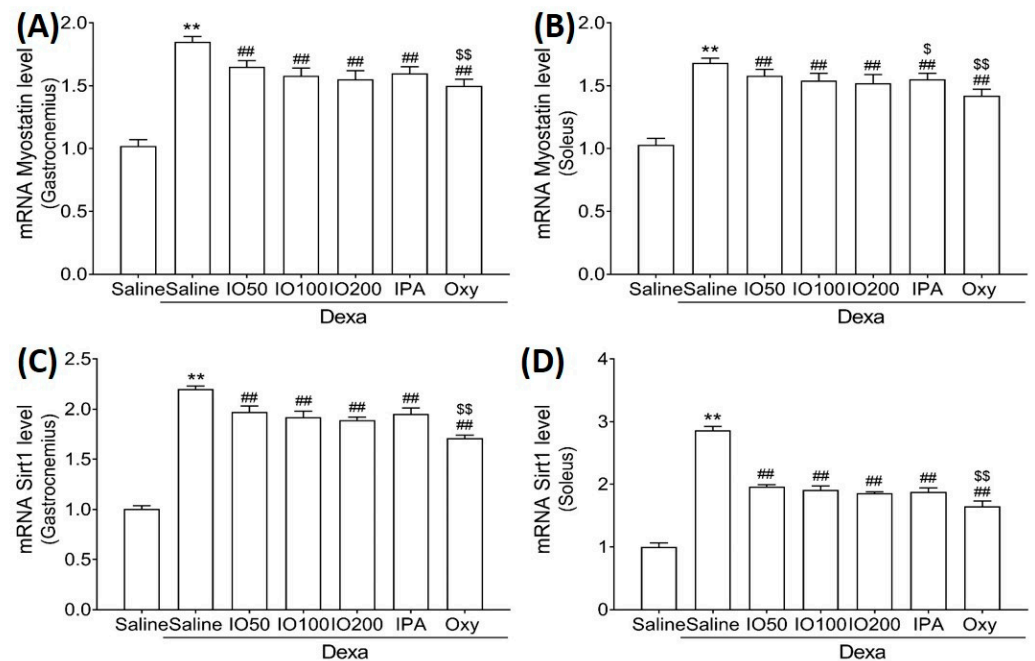 (A)
mRNA Myostatin level
(Gastrocnemius)
2.0
1.5
1.0
0.5
0.0
**
##
##
##
##
$$
##
Saline Saline IO50 IO100 IO200 IPA Oxy
Dexa
(B)
mRNA Myostatin level
(Soleus)
2.0
1.5
1.0
0.5
0.0
**
##
##
##
$
##
$$
##
Saline Saline IO50 IO100 IO200 IPA Oxy
Dexa
(C)
mRNA Sirt1 level
(Gastrocnemius)
2.5
2.0
1.5
1.0
0.5
0.0
**
##
##
##
##
$$
##
Saline Saline IO50 IO100 IO200 IPA Oxy
Dexa
(D)
mRNA Sirt1 level
(Soleus)
4
3
2
1
0
**
##
##
##
##
$$
##
Saline Saline IO50 IO100 IO200 IPA Oxy
Dexa